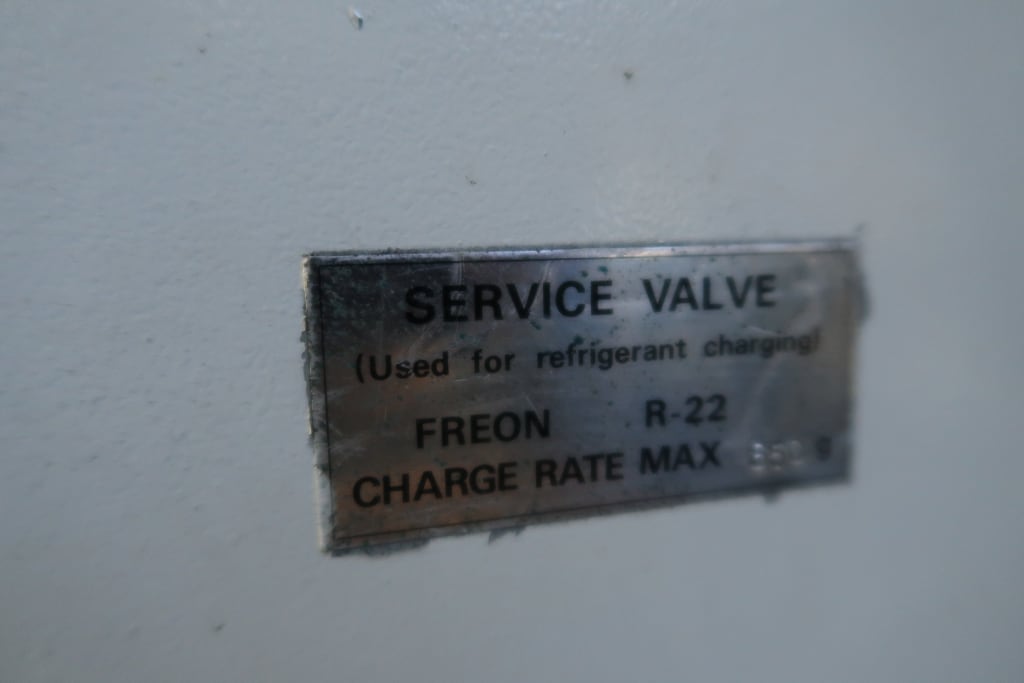 SERVICE VALVE
(Used for refrigerant charging)
FREON R-22
CHARGE RATE MAX g